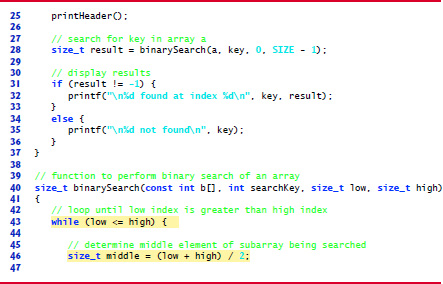 25 printHeader();
26
27 // search for key in array a
28 size_t result = binarySearch(a, key, 0, SIZE - 1);
29
30 // display results
31 if (result != -1) {
32 printf("\n%d found at index %d\n", key, result);
33 }
34 else {
35 printf("\n%d not found\n", key);
36 }
37 }
38
39 // function to perform binary search of an array
40 size_t binarySearch(const int b[], int searchKey, size_t low, size_t high)
41 {
42 // loop until low index is greater than high index
43 while (low <= high) {
44
45 // determine middle element of subarray being searched
46 size_t middle = (low + high) / 2;
47